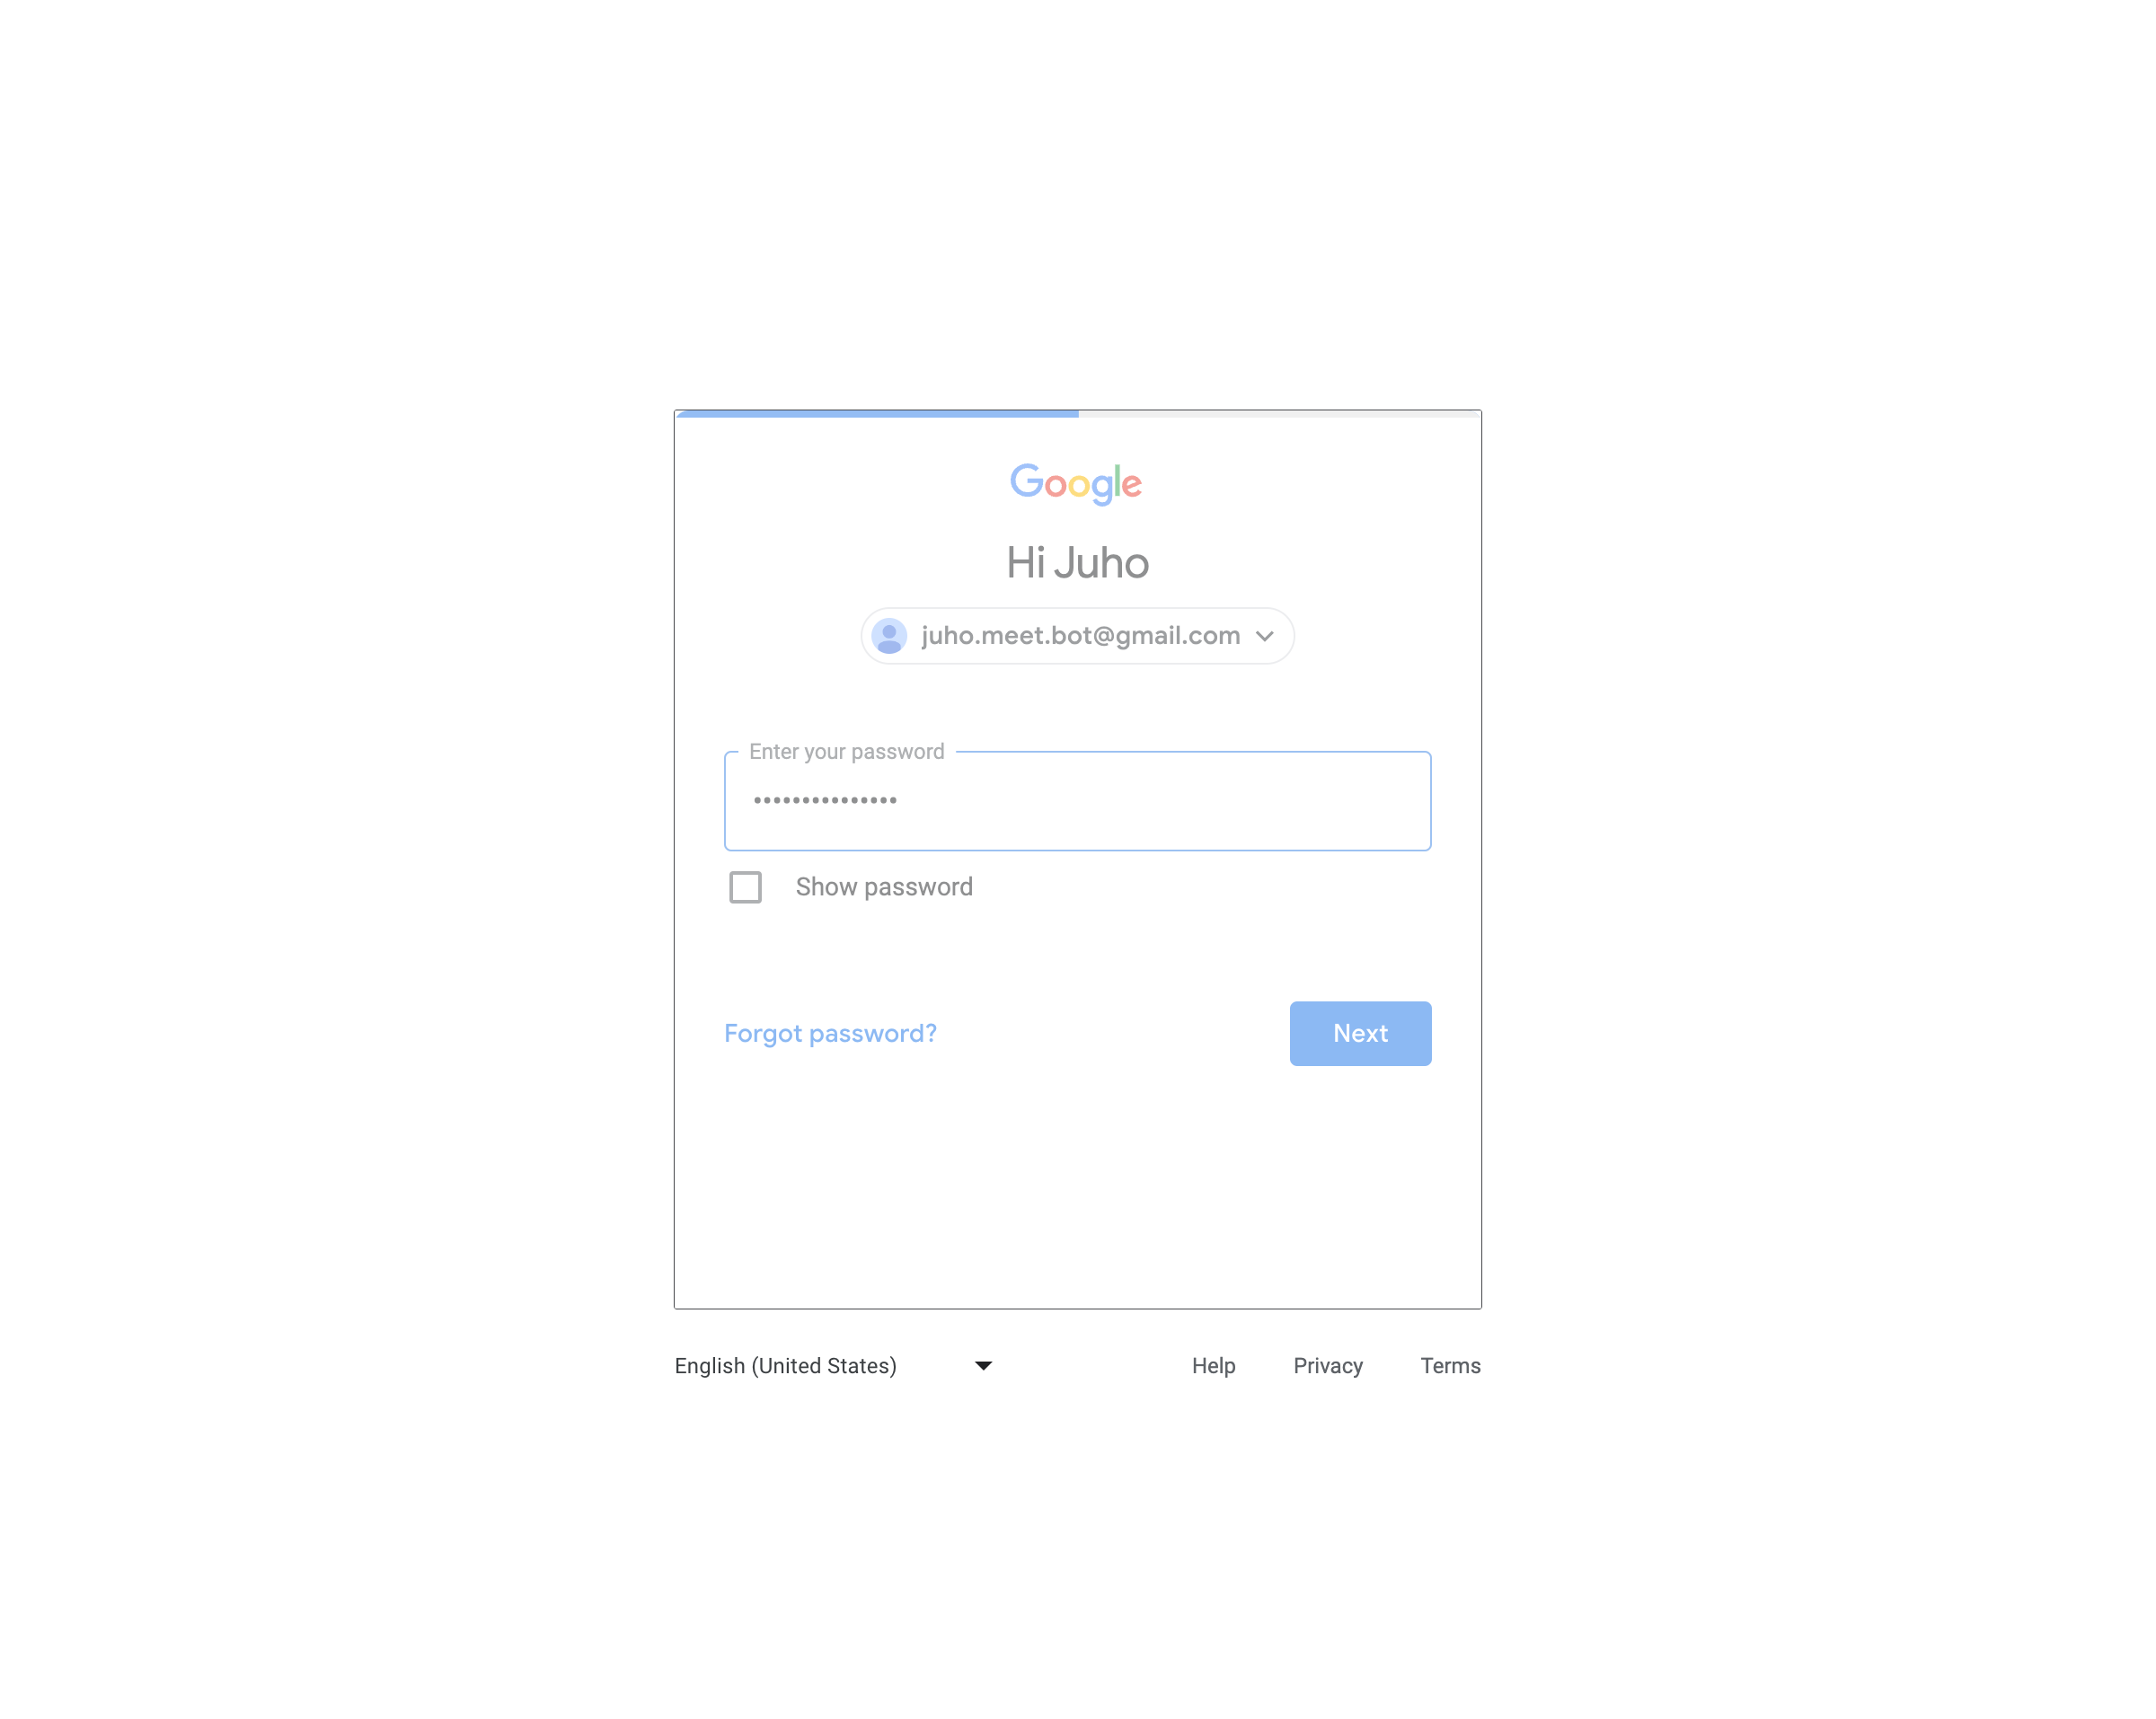 Google
Hi Juho
juho.meet.bot@gmail.com
Enter your password
•••••••••••••••
Show password
Forgot password?
Next
English (United States)
Help
Privacy
Terms